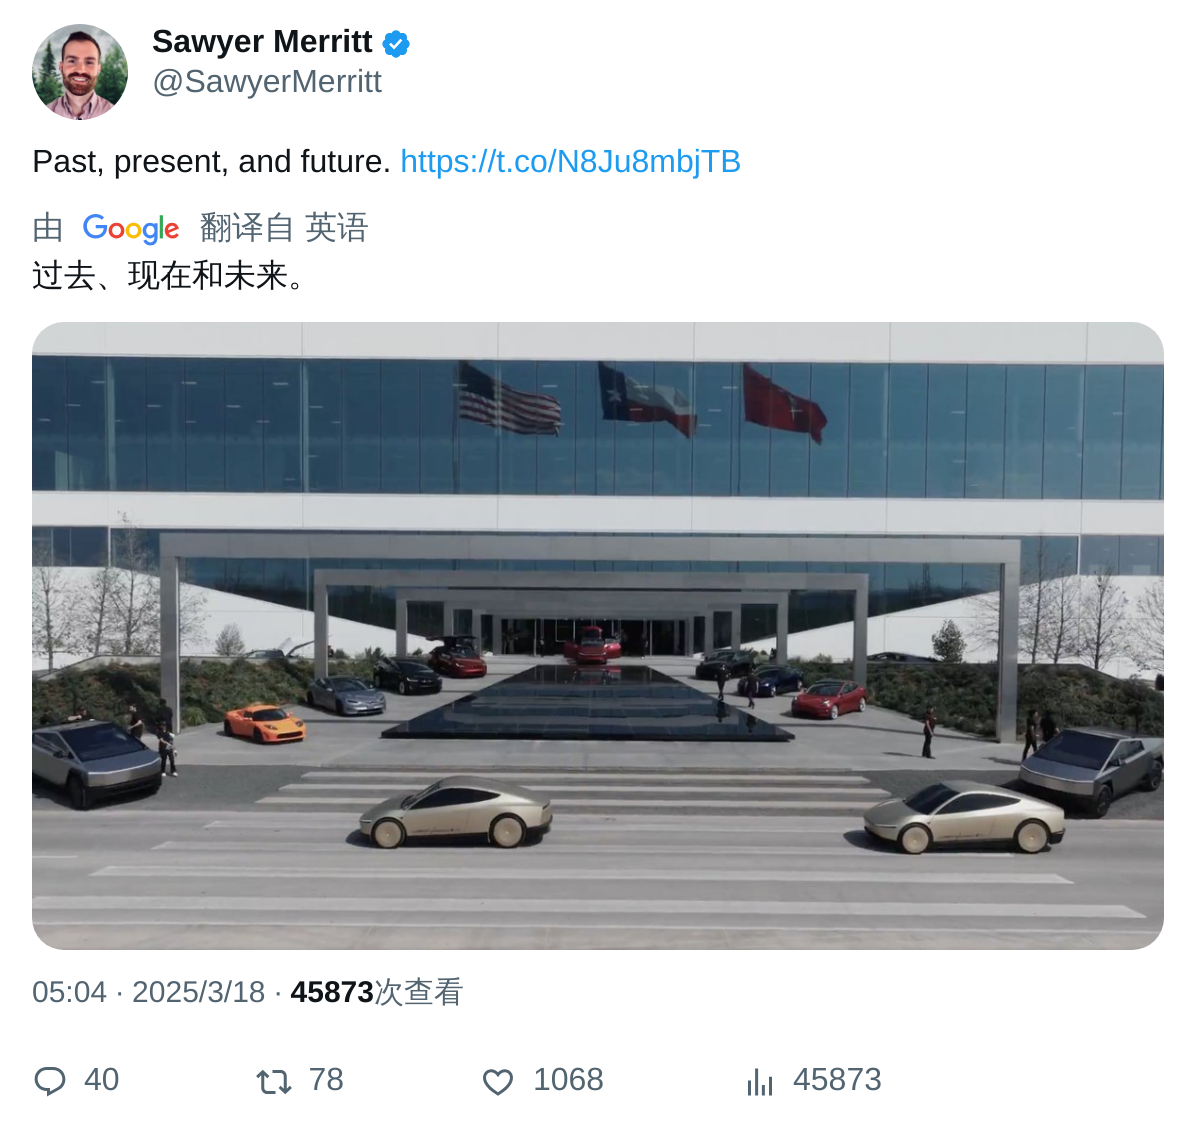 Sawyer Merritt
@SawyerMerritt
Past, present, and future. https://t.co/N8Ju8mbjTB
由 Google 翻译自 英语
过去、现在和未来。
05:04 · 2025/3/18 · 45873次查看
40 78 1068 45873